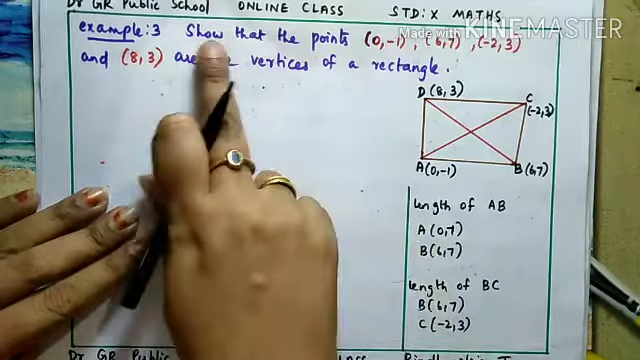 Dr GR Public School ONLINE CLASS STD: X MATHS
Made with KINEMASTER
example:3 Show that the points (0,-1), (6,7), (-2,3)
and (8,3) are vertices of a rectangle.
D (8,3)
C
(-2,3)
A(0,-1) B(6,7)
length of AB
A(0,7)
B(6,7)
length of BC
B(6,7)
C(-2,3)
Dr GR Public